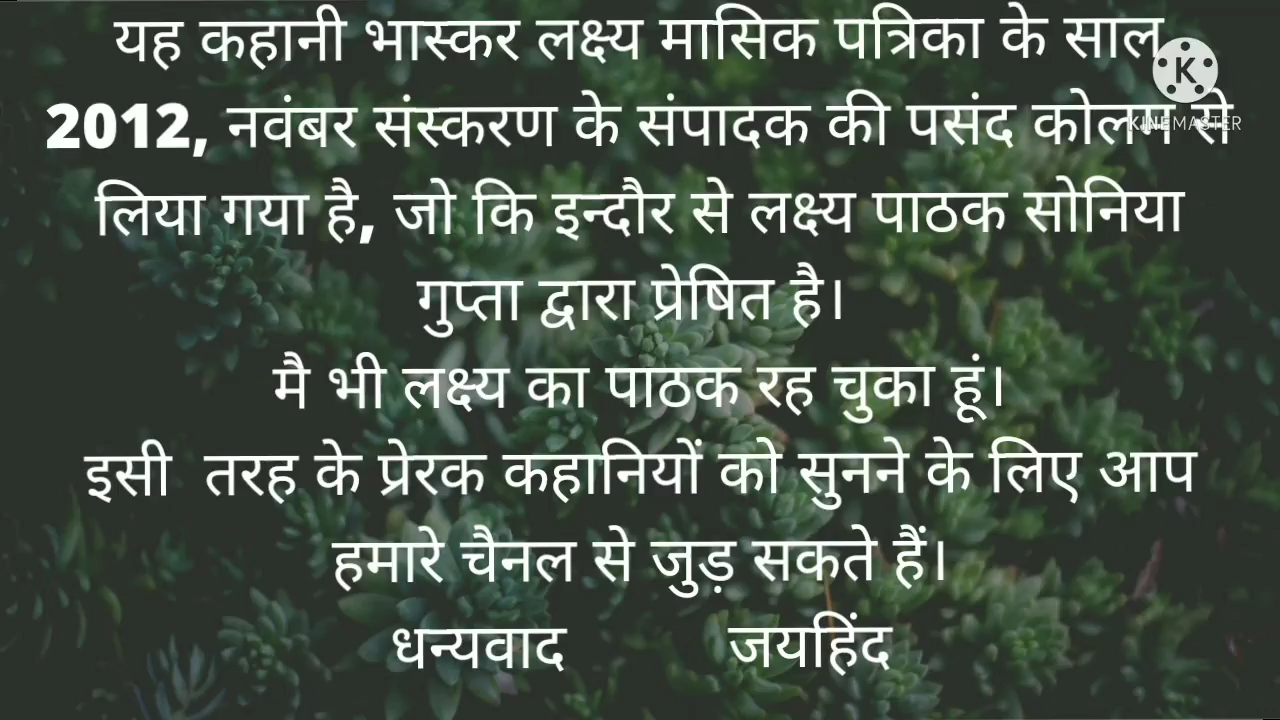 यह कहानी भास्कर लक्ष्य मासिक पत्रिका के साल
2012, नवंबर संस्करण के संपादक की पसंद कोलम से
लिया गया है, जो कि इन्दौर से लक्ष्य पाठक सोनिया
गुप्ता द्वारा प्रेषित है।
मै भी लक्ष्य का पाठक रह चुका हूं।
इसी तरह के प्रेरक कहानियों को सुनने के लिए आप
हमारे चैनल से जुड़ सकते हैं।
धन्यवाद जयहिंद
K
KINEMASTER